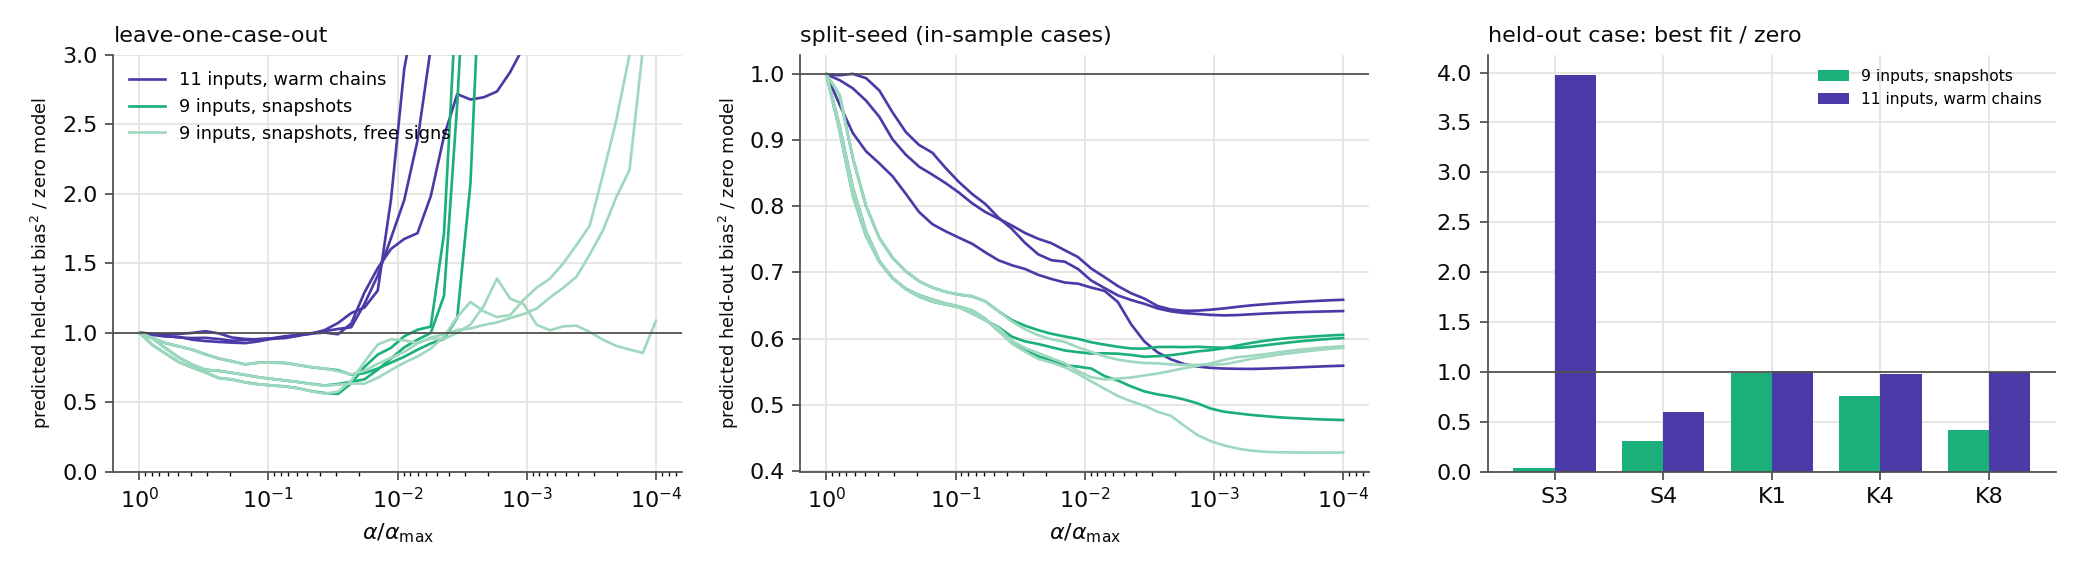 leave-one-case-out
3.0
2.5
2.0
1.5
1.0
0.5
0.0
predicted held-out bias² / zero model
11 inputs, warm chains
9 inputs, snapshots
9 inputs, snapshots, free signs
10⁰ 10⁻¹ 10⁻² 10⁻³ 10⁻⁴
α/α_max
split-seed (in-sample cases)
1.0
0.9
0.8
0.7
0.6
0.5
0.4
predicted held-out bias² / zero model
10⁰ 10⁻¹ 10⁻² 10⁻³ 10⁻⁴
α/α_max
held-out case: best fit / zero
4.0
3.5
3.0
2.5
2.0
1.5
1.0
0.5
0.0
9 inputs, snapshots
11 inputs, warm chains
S3 S4 K1 K4 K8